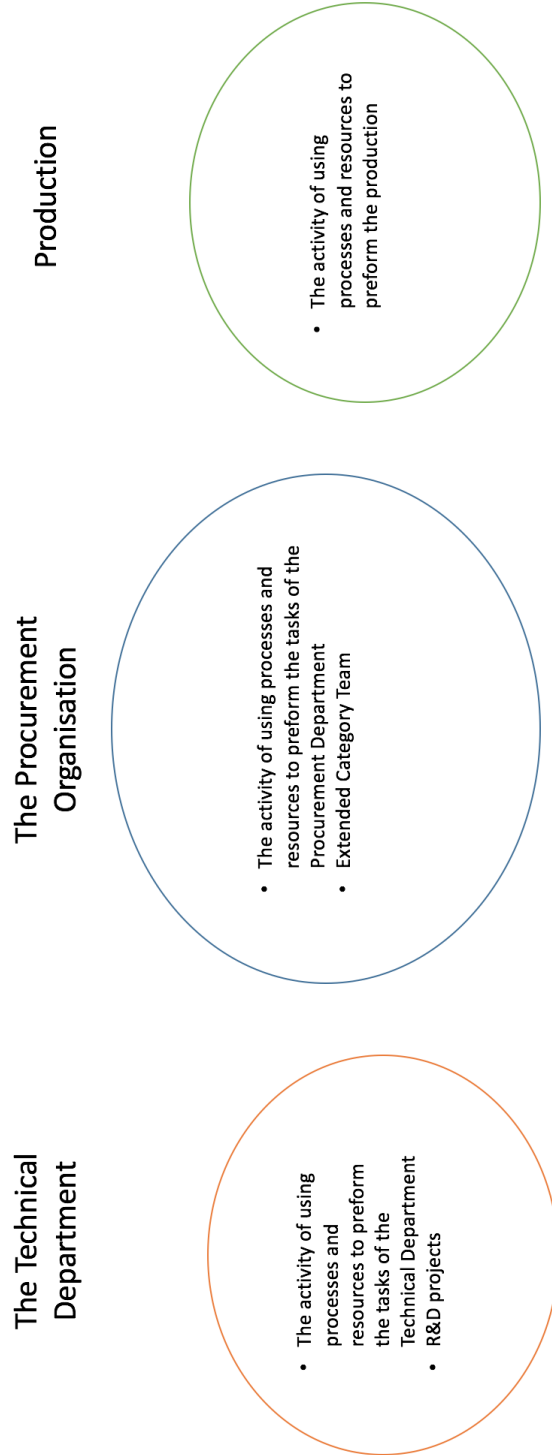 The Technical
Department
• The activity of using
processes and
resources to preform
the tasks of the
Technical Department
• R&D projects
The Procurement
Organisation
• The activity of using processes and
resources to preform the tasks of the
Procurement Department
• Extended Category Team
Production
• The activity of using
processes and resources to
preform the production